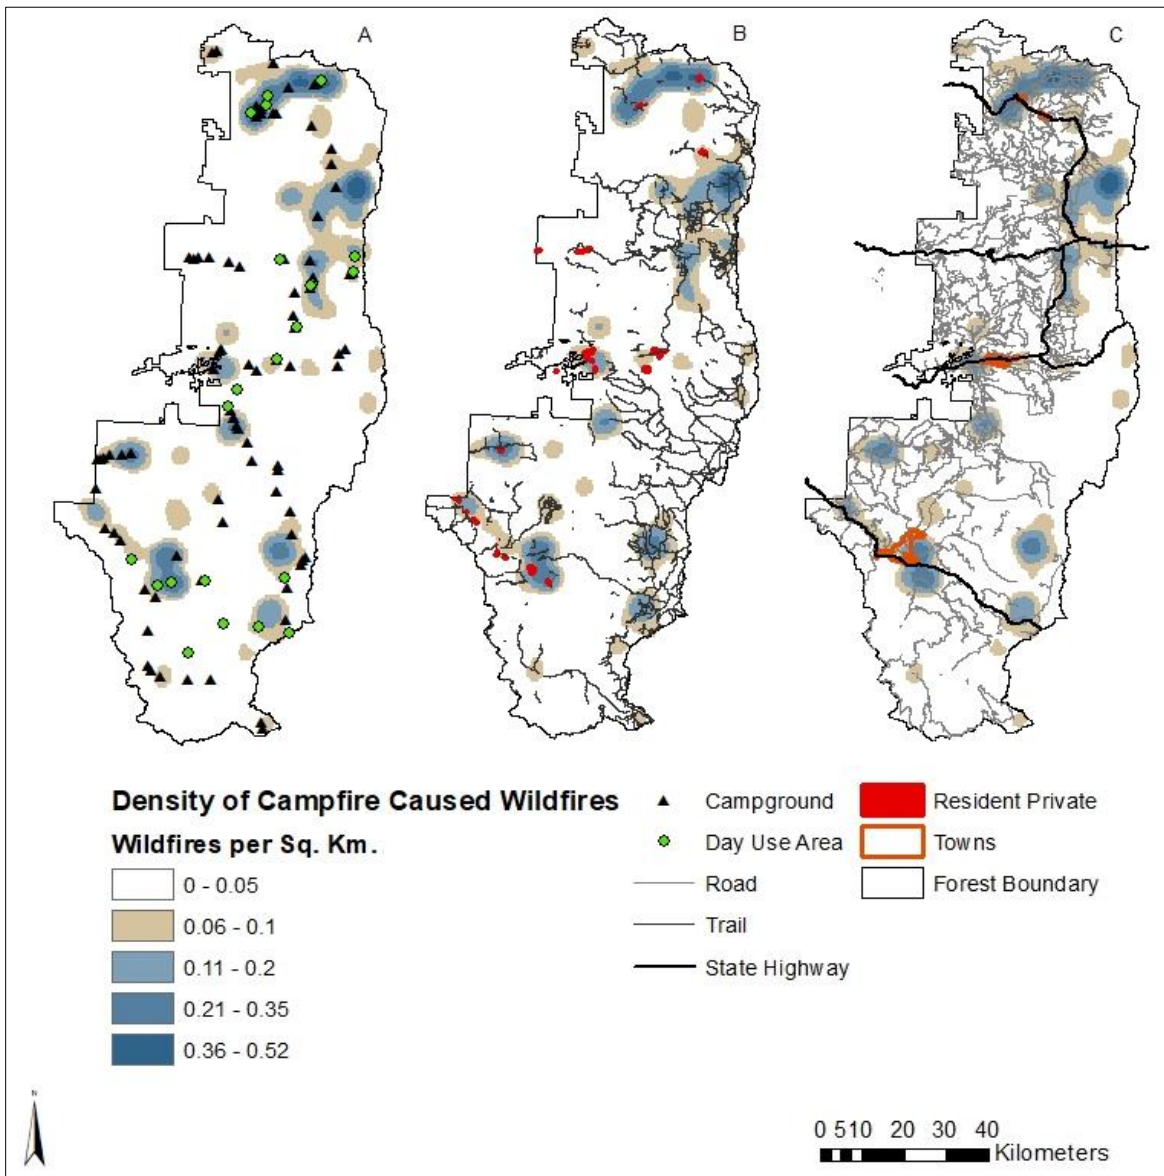 A B C
Density of Campfire Caused Wildfires
Wildfires per Sq. Km.
0 - 0.05
0.06 - 0.1
0.11 - 0.2
0.21 - 0.35
0.36 - 0.52
Campground
Day Use Area
Road
Trail
State Highway
Resident Private
Towns
Forest Boundary
N
0 5 10 20 30 40
Kilometers